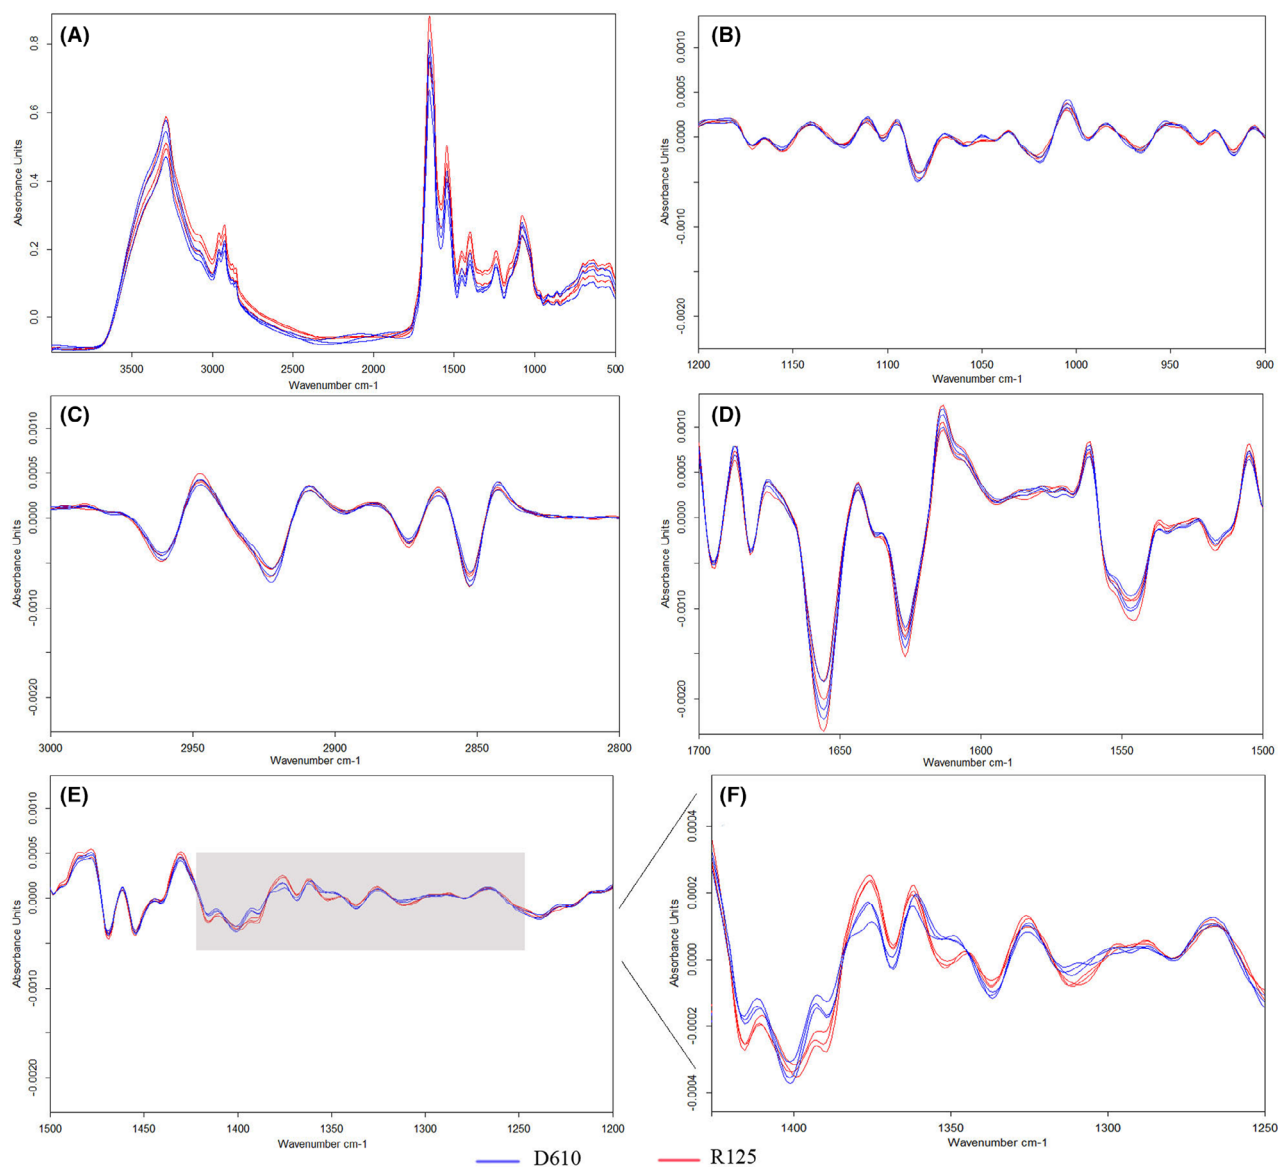 (A)
Absorbance Units
0.0 0.2 0.4 0.6 0.8
3500 3000 2500 2000 1500 1000 500
Wavenumber cm-1
(B)
Absorbance Units
-0.0020 -0.0010 0.0000 0.0005 0.0010
1200 1150 1100 1050 1000 950 900
Wavenumber cm-1
(C)
Absorbance Units
-0.0020 -0.0010 0.0000 0.0005 0.0010
3000 2950 2900 2850 2800
Wavenumber cm-1
(D)
Absorbance Units
-0.0020 -0.0010 0.0000 0.0005 0.0010
1700 1650 1600 1550 1500
Wavenumber cm-1
(E)
Absorbance Units
-0.0020 -0.0010 0.0000 0.0005 0.0010
1500 1450 1400 1350 1300 1250 1200
Wavenumber cm-1
(F)
Absorbance Units
-0.0004 -0.0002 0.0000 0.0002 0.0004
1400 1350 1300 1250
Wavenumber cm-1
D610 R125